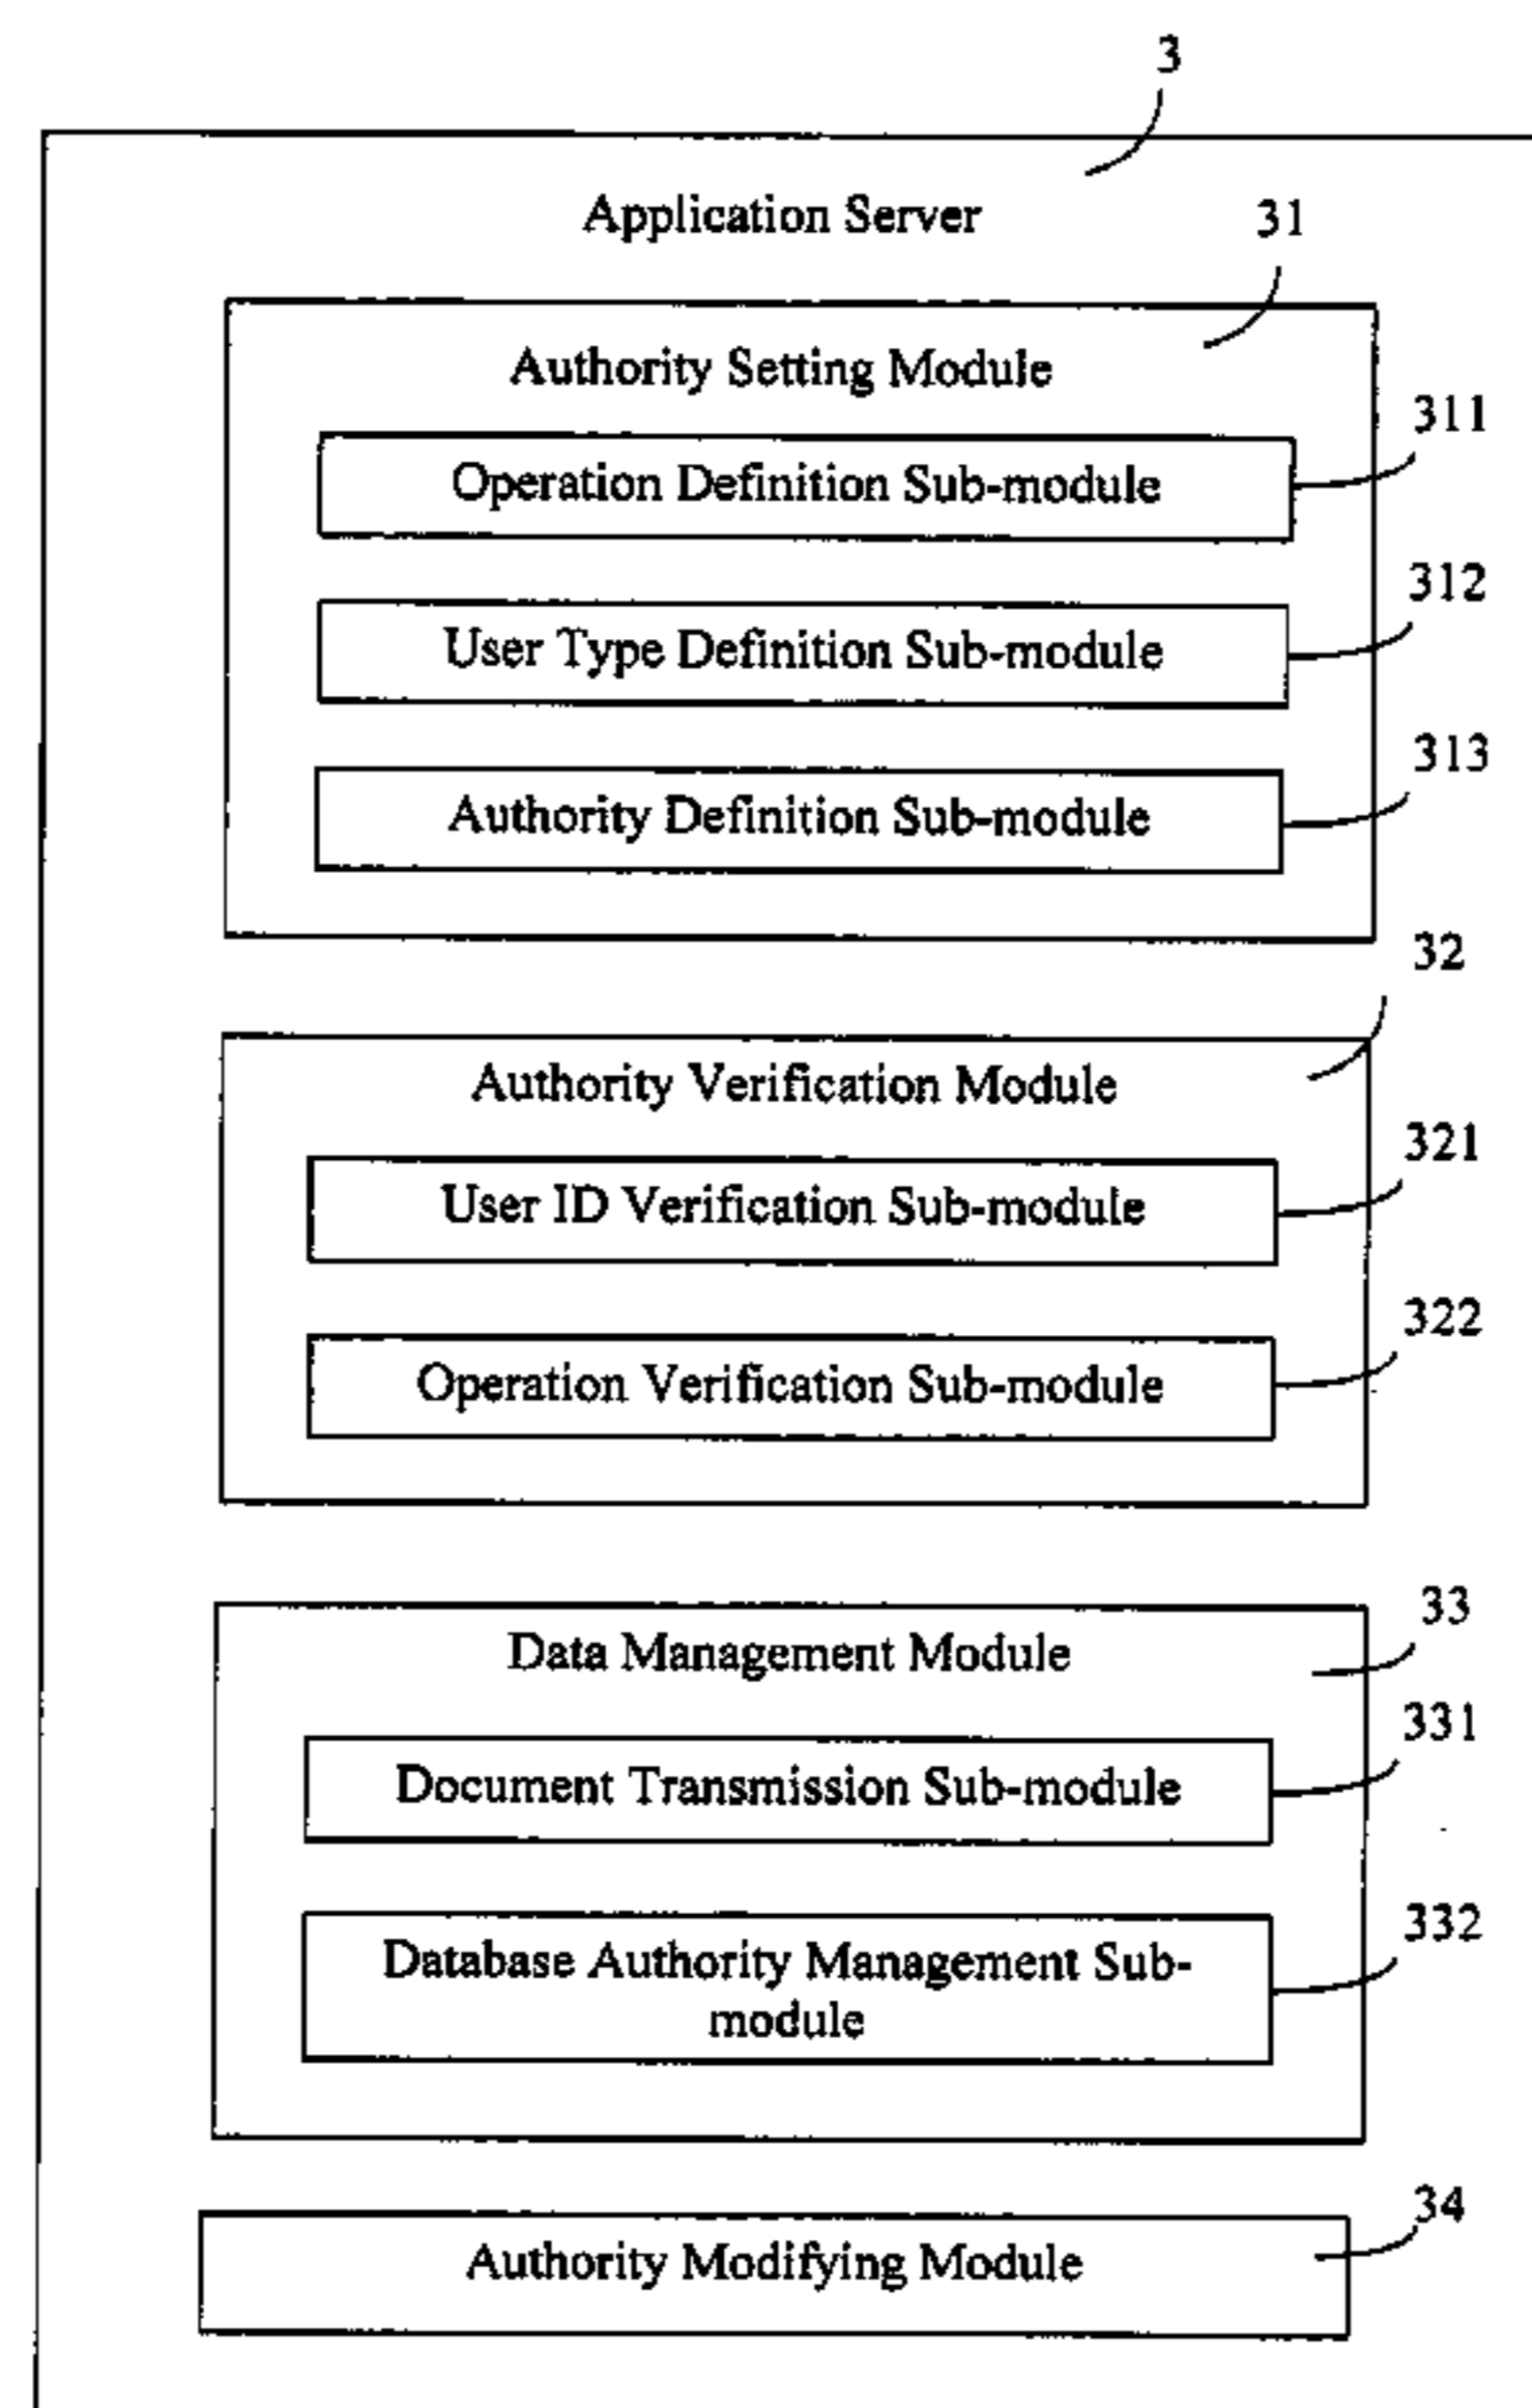 3
Application Server
31
Authority Setting Module
311
Operation Definition Sub-module
312
User Type Definition Sub-module
313
Authority Definition Sub-module
32
Authority Verification Module
321
User ID Verification Sub-module
322
Operation Verification Sub-module
33
Data Management Module
331
Document Transmission Sub-module
332
Database Authority Management Sub-
module
34
Authority Modifying Module